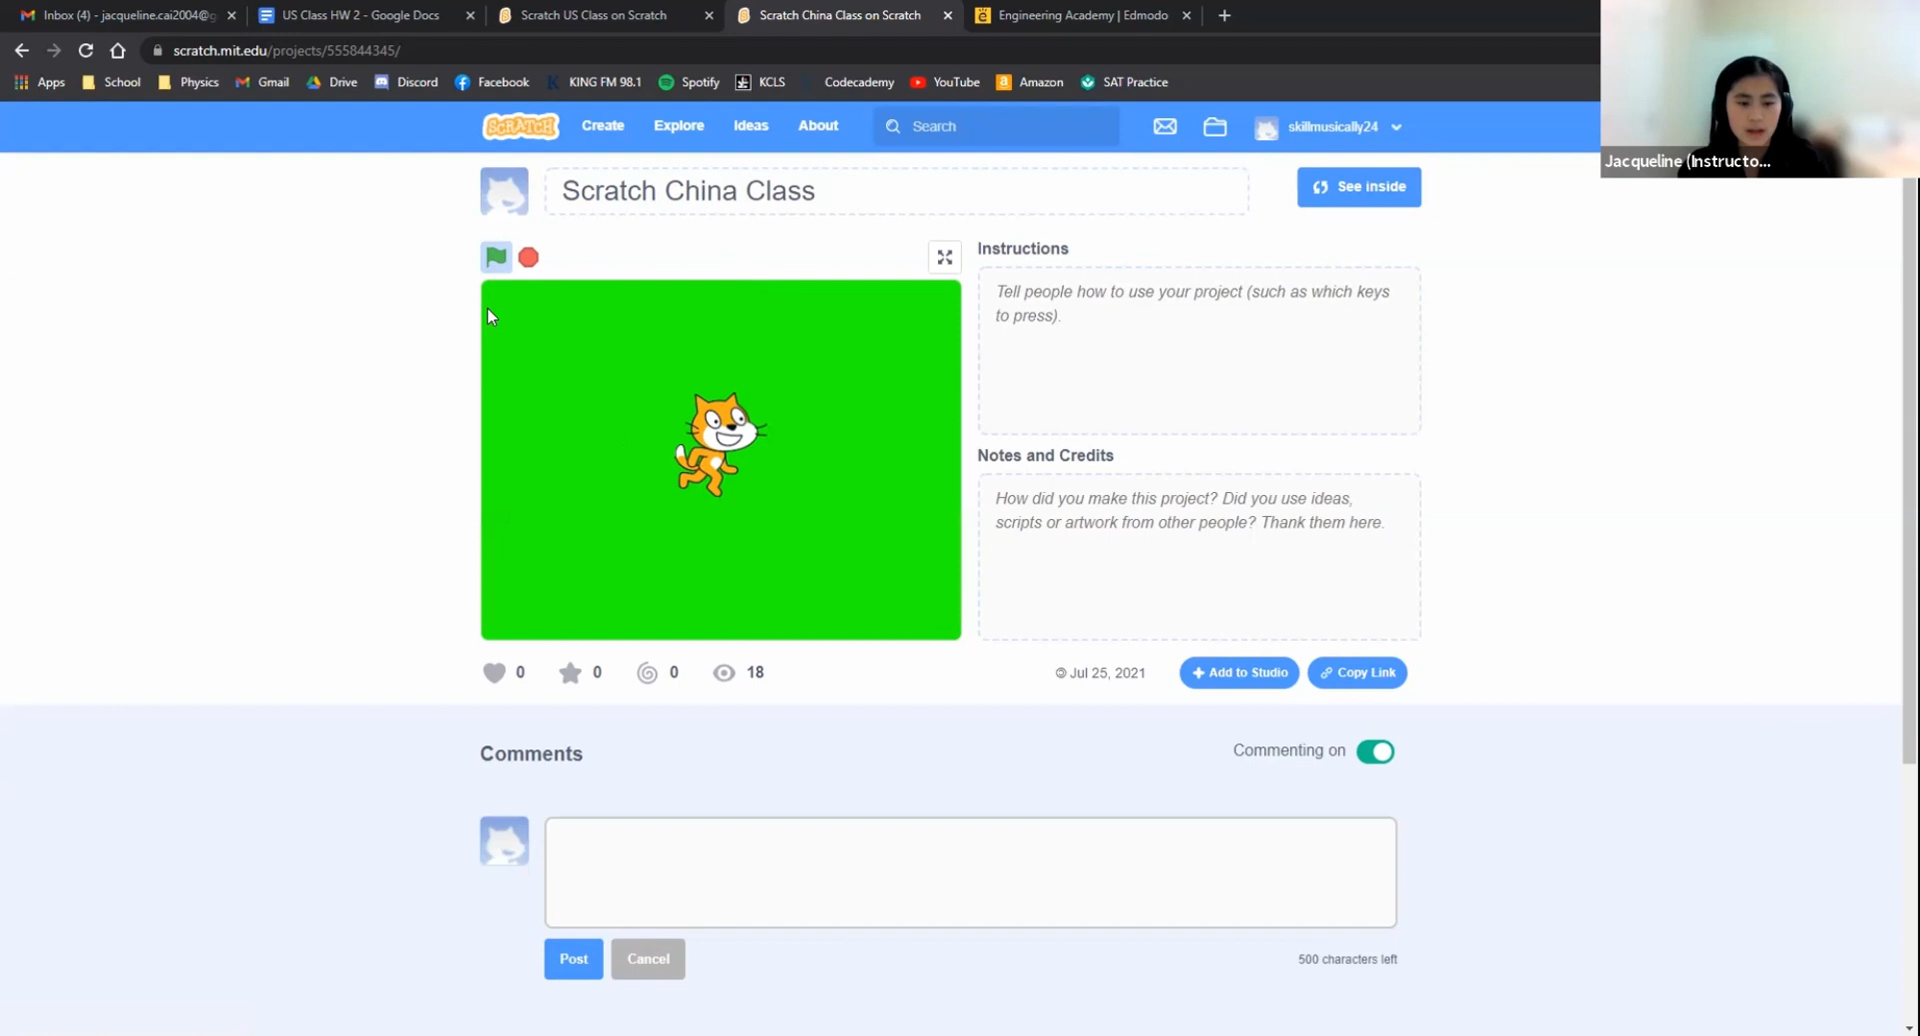 Inbox (4) - jacqueline.cai2004@g
US Class HW 2 - Google Docs
Scratch US Class on Scratch
Scratch China Class on Scratch
Engineering Academy | Edmodo
scratch.mit.edu/projects/555844345/
Apps School Physics Gmail Drive Discord Facebook KING FM 98.1 Spotify KCLS Codecademy YouTube Amazon SAT Practice
SCRATCH Create Explore Ideas About Search skillmusically24
Jacqueline (Instructo...
Scratch China Class
See inside
Instructions
Tell people how to use your project (such as which keys
to press).
Notes and Credits
How did you make this project? Did you use ideas,
scripts or artwork from other people? Thank them here.
0 0 0 18
© Jul 25, 2021
Add to Studio
Copy Link
Comments
Commenting on
Post
Cancel
500 characters left